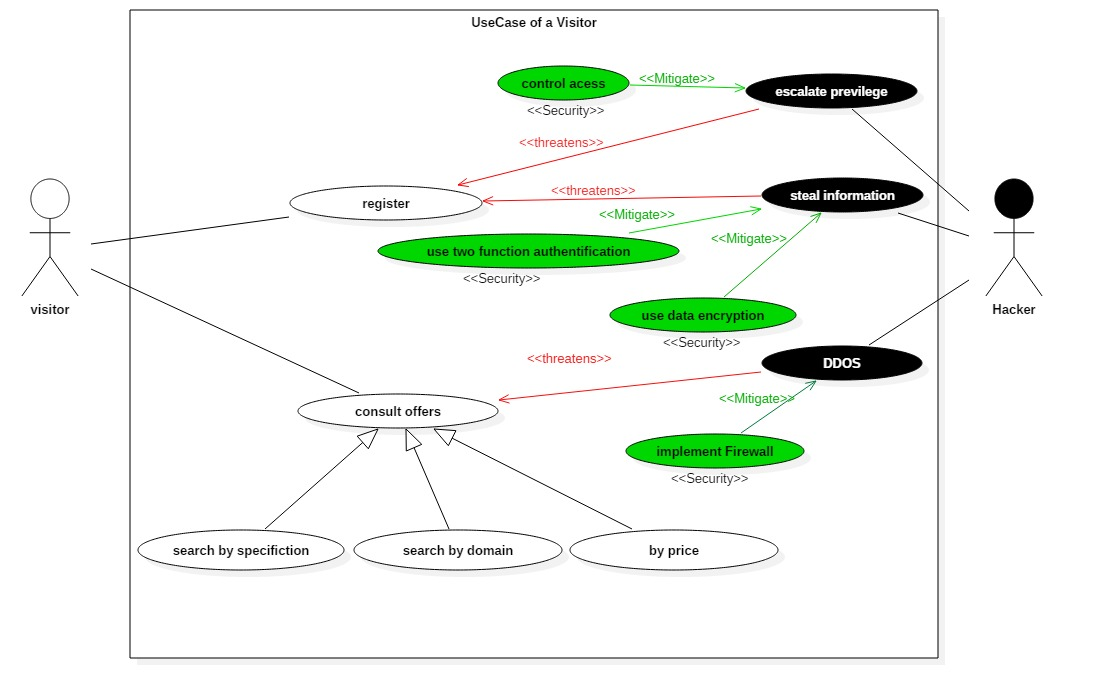 UseCase of a Visitor
control acess
<<Mitigate>>
escalate previlege
<<Security>>
<<threatens>>
<<threatens>>
steal information
register
<<Mitigate>>
<<Mitigate>>
use two function authentification
<<Security>>
visitor
Hacker
use data encryption
<<Security>>
<<threatens>>
DDOS
<<Mitigate>>
consult offers
implement Firewall
<<Security>>
search by specifiction
search by domain
by price